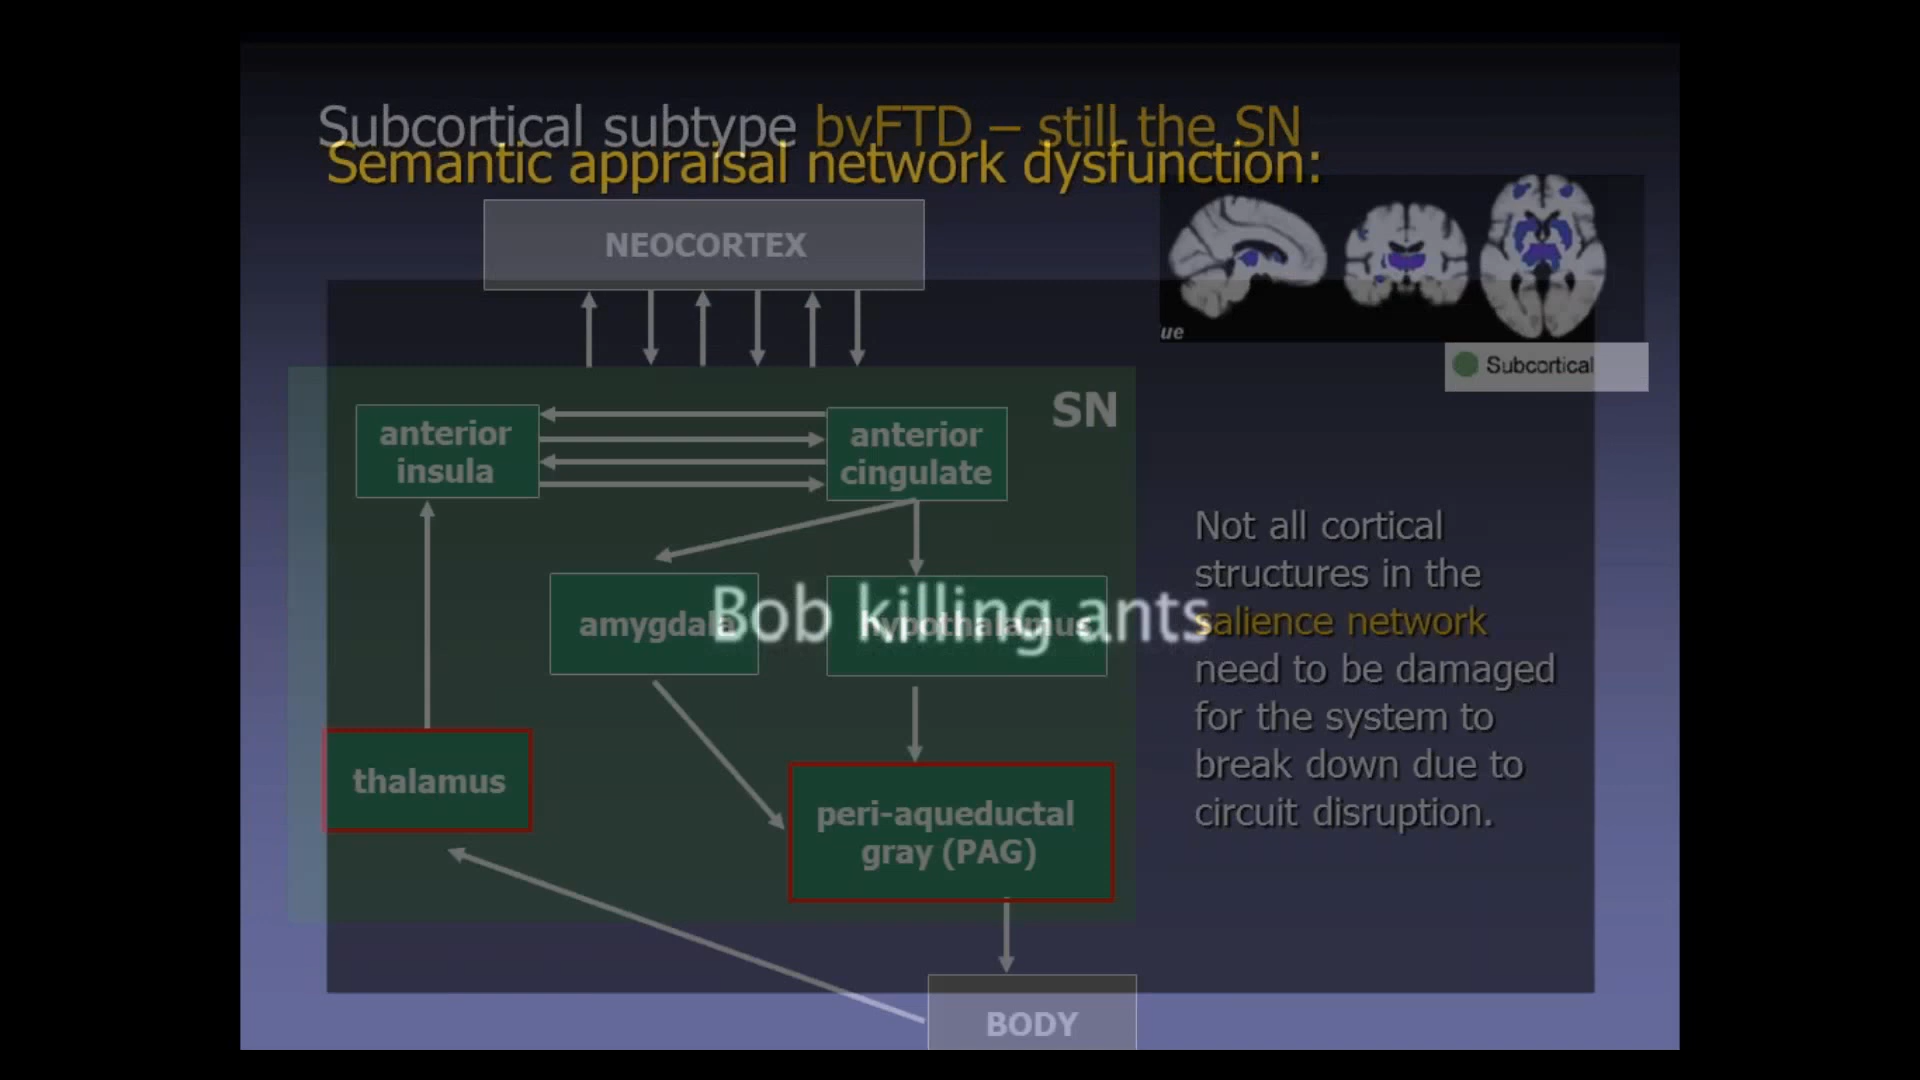 Subcortical subtype bvFTD – still the SN
Semantic appraisal network dysfunction:
NEOCORTEX
ue
Subcortical
SN
anterior
insula
anterior
cingulate
amygdala
hypothalamus
Bob killing ants
thalamus
peri-aqueductal
gray (PAG)
BODY
Not all cortical
structures in the
salience network
need to be damaged
for the system to
break down due to
circuit disruption.